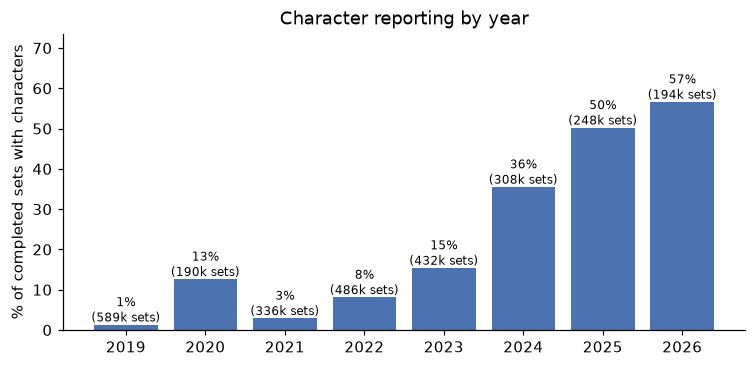 Character reporting by year
% of completed sets with characters
70
60
50
40
30
20
10
0
1%
(589k sets)
13%
(190k sets)
3%
(336k sets)
8%
(486k sets)
15%
(432k sets)
36%
(308k sets)
50%
(248k sets)
57%
(194k sets)
2019 2020 2021 2022 2023 2024 2025 2026